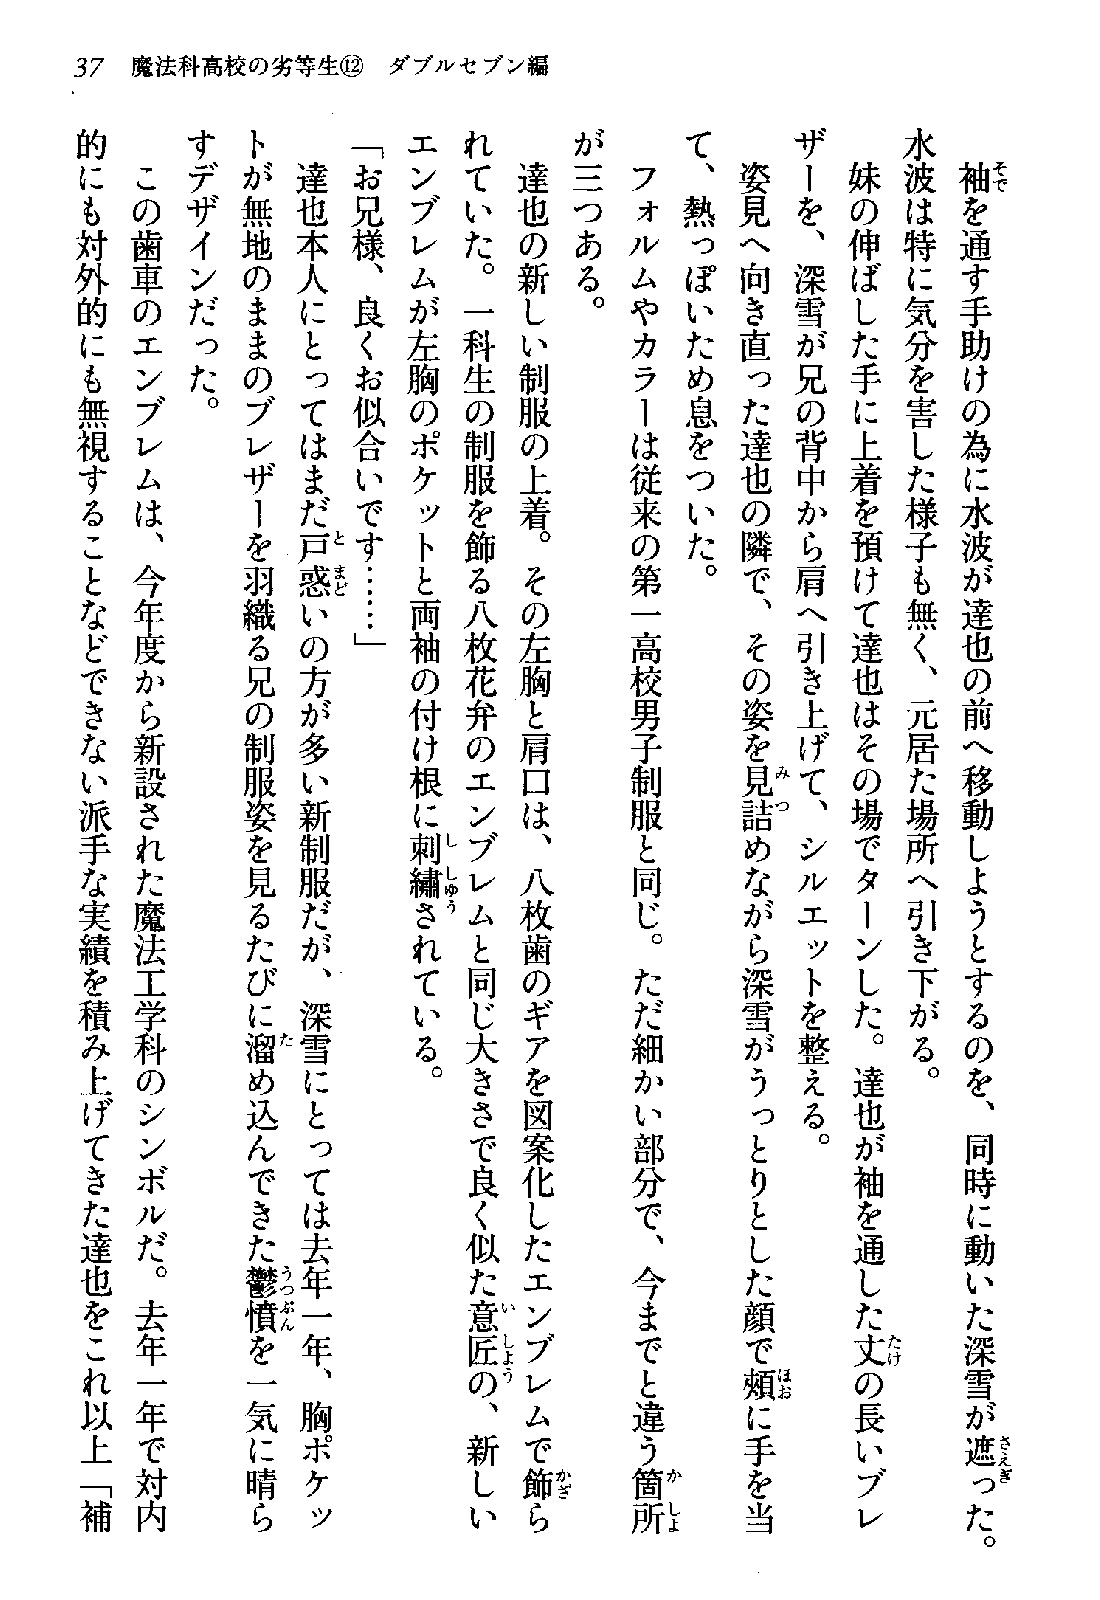 37　魔法科高校の劣等生⑫　ダブルセブン編
　袖を通す手助けの為に水波が達也の前へ移動しようとするのを、同時に動いた深雪が遮った。
水波は特に気分を害した様子も無く、元居た場所へ引き下がる。
　妹の伸ばした手に上着を預けて達也はその場でターンした。達也が袖を通した丈の長いブレ
ザーを、深雪が兄の背中から肩へ引き上げて、シルエットを整える。
　姿見へ向き直った達也の隣で、その姿を見詰めながら深雪がうっとりとした顔で頰に手を当
て、熱っぽいため息をついた。
　フォルムやカラーは従来の第一高校男子制服と同じ。ただ細かい部分で、今までと違う箇所
が三つある。
　達也の新しい制服の上着。その左胸と肩口は、八枚歯のギアを図案化したエンブレムで飾ら
れていた。一科生の制服を飾る八枚花弁のエンブレムと同じ大きさで良く似た意匠の、新しい
エンブレムが左胸のポケットと両袖の付け根に刺繡されている。
「お兄様、良くお似合いです……」
　達也本人にとってはまだ戸惑いの方が多い新制服だが、深雪にとっては去年一年、胸ポケッ
トが無地のままのブレザーを羽織る兄の制服姿を見るたびに溜め込んできた鬱憤を一気に晴ら
すデザインだった。
　この歯車のエンブレムは、今年度から新設された魔法工学科のシンボルだ。去年一年で対内
的にも対外的にも無視することなどできない派手な実績を積み上げてきた達也をこれ以上「補